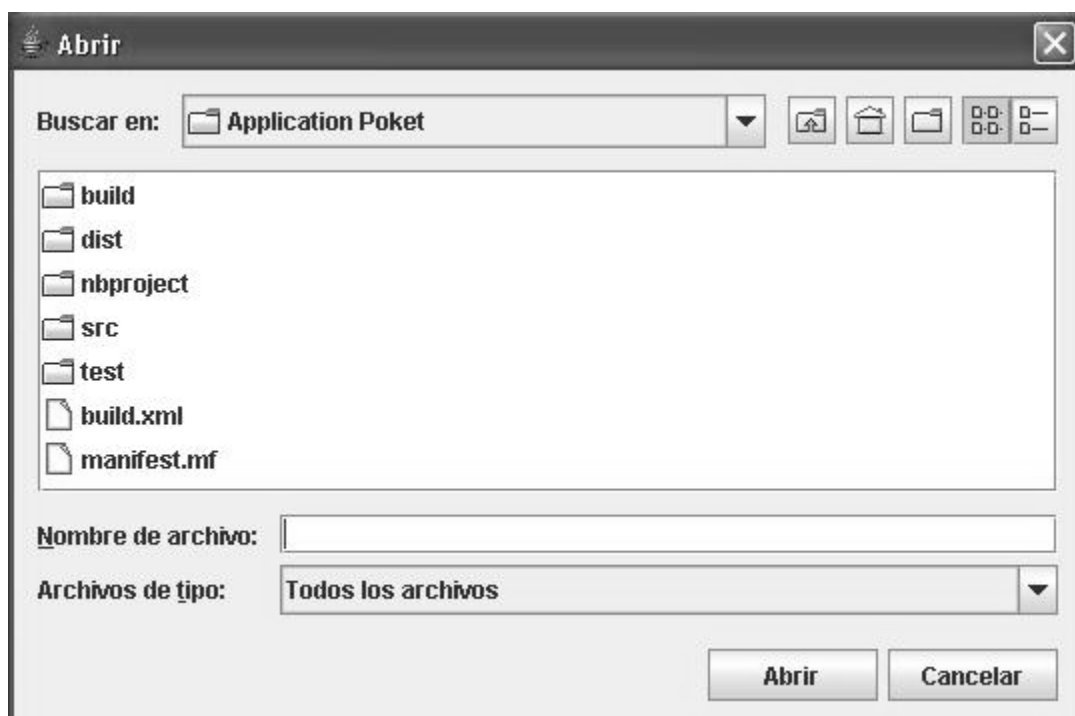 Abrir
Buscar en: Application Poket
build
dist
nbproject
src
test
build.xml
manifest.mf
Nombre de archivo:
Archivos de tipo: Todos los archivos
Abrir Cancelar